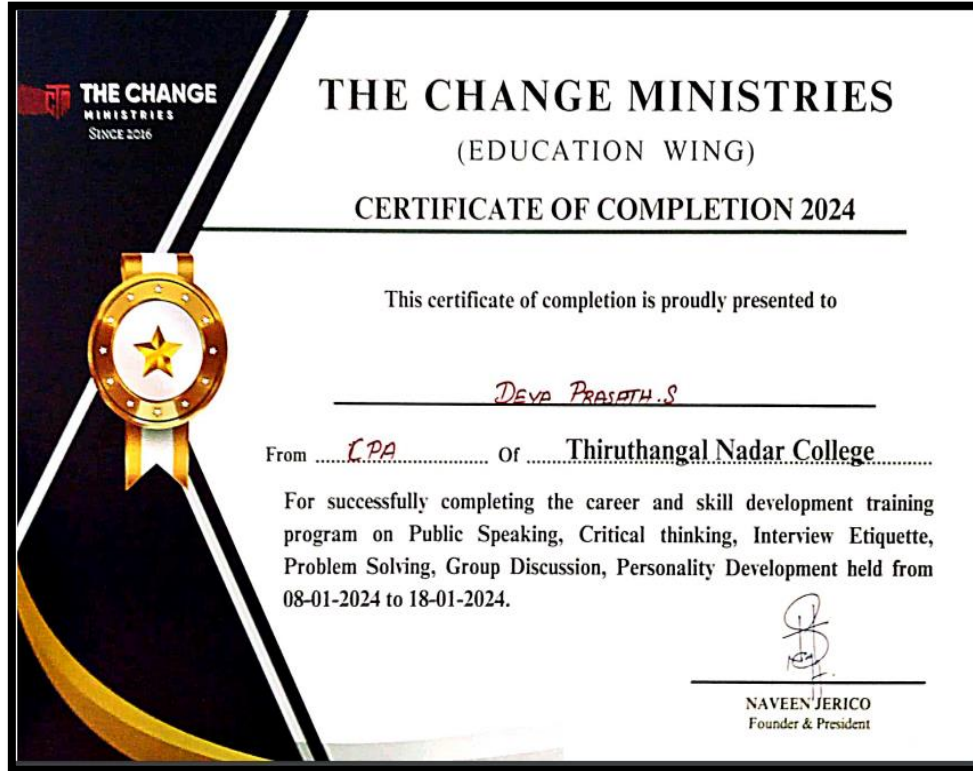 THE CHANGE
MINISTRIES
SINCE 2016
THE CHANGE MINISTRIES
(EDUCATION WING)
CERTIFICATE OF COMPLETION 2024
This certificate of completion is proudly presented to
DEVA PRASATH.S
From CPA Of Thiruthangal Nadar College
For successfully completing the career and skill development training
program on Public Speaking, Critical thinking, Interview Etiquette,
Problem Solving, Group Discussion, Personality Development held from
08-01-2024 to 18-01-2024.
NAVEEN JERICO
Founder & President